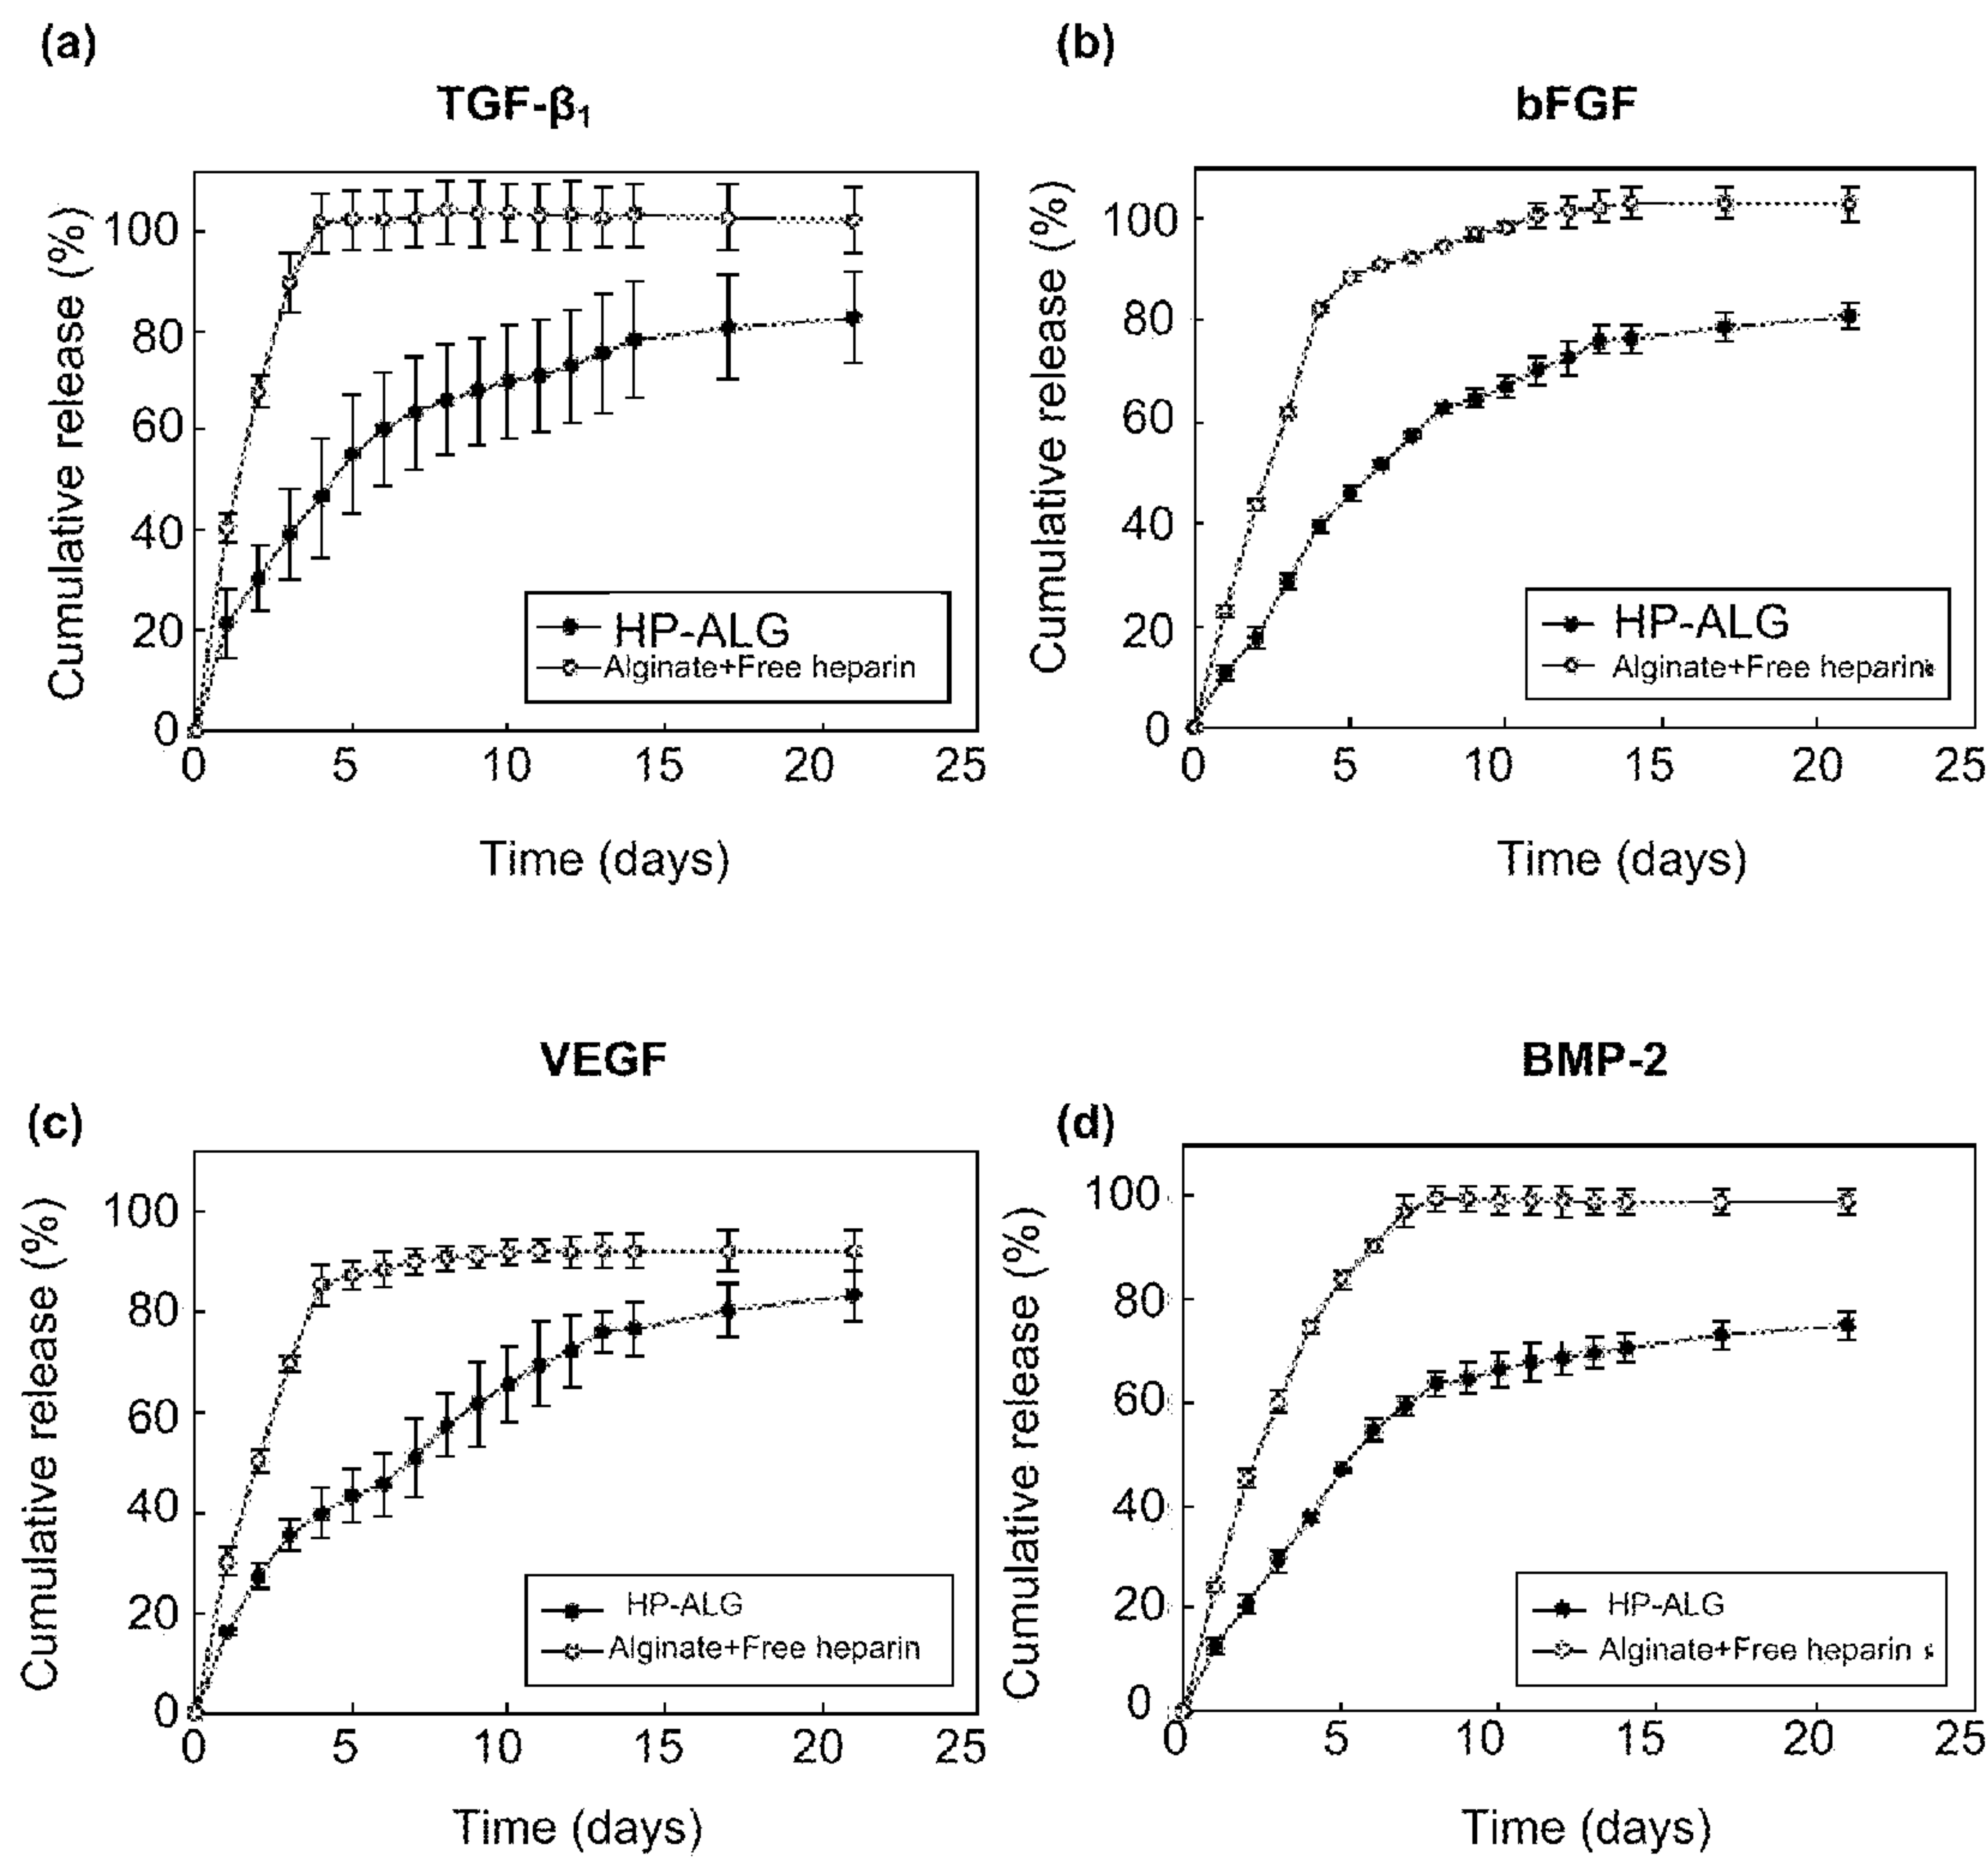 (a)
TGF-β₁
Cumulative release (%)
100
80
60
40
20
0
HP-ALG
Alginate+Free heparin
0 5 10 15 20 25
Time (days)
(b)
bFGF
Cumulative release (%)
100
80
60
40
20
0
HP-ALG
Alginate+Free heparin
0 5 10 15 20 25
Time (days)
VEGF
(c)
Cumulative release (%)
100
80
60
40
20
0
HP-ALG
Alginate+Free heparin
0 5 10 15 20 25
Time (days)
BMP-2
(d)
Cumulative release (%)
100
80
60
40
20
0
HP-ALG
Alginate+Free heparin
0 5 10 15 20 25
Time (days)